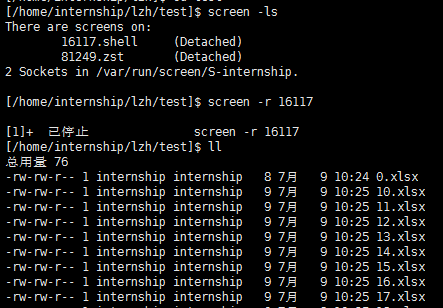 [/home/internship/lzh/test]$ screen -ls
There are screens on:
16117.shell (Detached)
81249.zst (Detached)
2 Sockets in /var/run/screen/S-internship.
[/home/internship/lzh/test]$ screen -r 16117
[1]+ 已停止 screen -r 16117
[/home/internship/lzh/test]$ ll
总用量 76
-rw-rw-r-- 1 internship internship 8 7月 9 10:24 0.xlsx
-rw-rw-r-- 1 internship internship 9 7月 9 10:25 10.xlsx
-rw-rw-r-- 1 internship internship 9 7月 9 10:25 11.xlsx
-rw-rw-r-- 1 internship internship 9 7月 9 10:25 12.xlsx
-rw-rw-r-- 1 internship internship 9 7月 9 10:25 13.xlsx
-rw-rw-r-- 1 internship internship 9 7月 9 10:25 14.xlsx
-rw-rw-r-- 1 internship internship 9 7月 9 10:25 15.xlsx
-rw-rw-r-- 1 internship internship 9 7月 9 10:25 16.xlsx
-rw-rw-r-- 1 internship internship 9 7月 9 10:25 17.xlsx